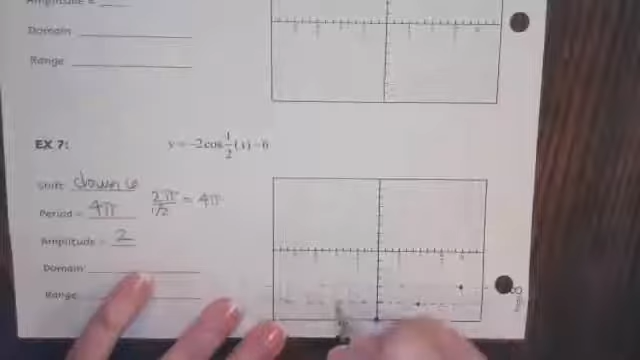 Amplitude = ___
Domain
Range
EX 7: y = -2cos 1/2 (x) - 6
Shift down 6
Period = 4π 2π/1/2 = 4π
Amplitude = 2
Domain
Range